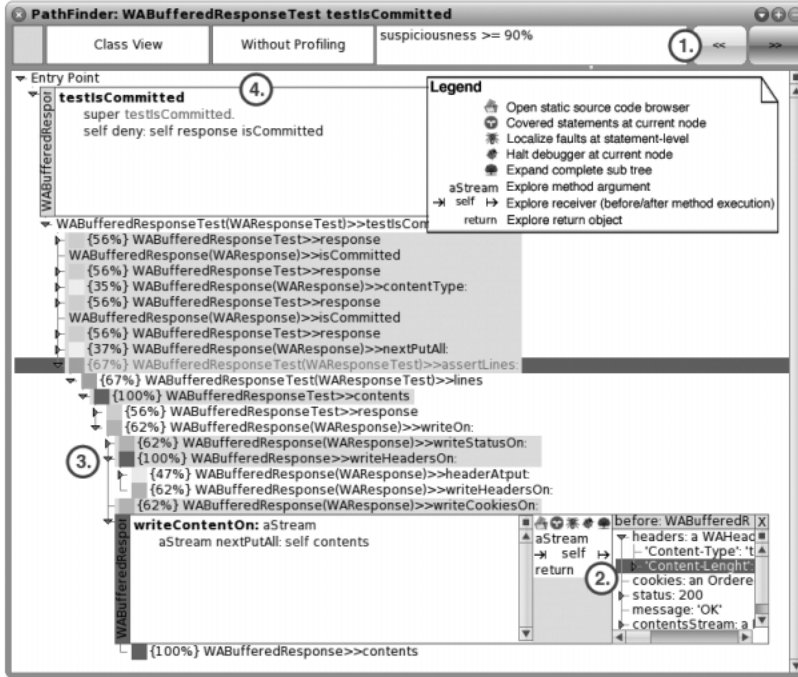 PathFinder: WABufferedResponseTest testIsCommitted
Class View
Without Profiling
suspiciousness >= 90%
1.
<<
>>
Entry Point
4.
WABufferedRespor
testIsCommitted
super testIsCommitted.
self deny: self response isCommitted
Legend
Open static source code browser
Covered statements at current node
Localize faults at statement-level
Halt debugger at current node
Expand complete sub tree
aStream Explore method argument
self Explore receiver (before/after method execution)
return Explore return object
WABufferedResponseTest(WAResponseTest)>>testIsCom
{56%} WABufferedResponseTest>>response
WABufferedResponse(WAResponse)>>isCommitted
{56%} WABufferedResponseTest>>response
{35%} WABufferedResponse(WAResponse)>>contentType:
{56%} WABufferedResponseTest>>response
WABufferedResponse(WAResponse)>>isCommitted
{56%} WABufferedResponseTest>>response
{37%} WABufferedResponse(WAResponse)>>nextPutAll:
{67%} WABufferedResponseTest(WAResponseTest)>>assertLines:
{67%} WABufferedResponseTest(WAResponseTest)>>lines
{100%} WABufferedResponseTest>>contents
{56%} WABufferedResponseTest>>response
{62%} WABufferedResponse(WAResponse)>>writeOn:
{62%} WABufferedResponse(WAResponse)>>writeStatusOn:
3.
{100%} WABufferedResponse>>writeHeadersOn:
{47%} WABufferedResponse(WAResponse)>>headerAt:put:
{62%} WABufferedResponse(WAResponse)>>writeHeadersOn:
{62%} WABufferedResponse(WAResponse)>>writeCookiesOn:
WABufferedRespor
writeContentOn: aStream
aStream nextPutAll: self contents
aStream
self
return
2.
before: WABufferedR X
headers: a WAHeac
'Content-Type': 't
'Content-Lenght':
cookies: an Ordere
status: 200
message: 'OK'
contentsStream: a
{100%} WABufferedResponse>>contents